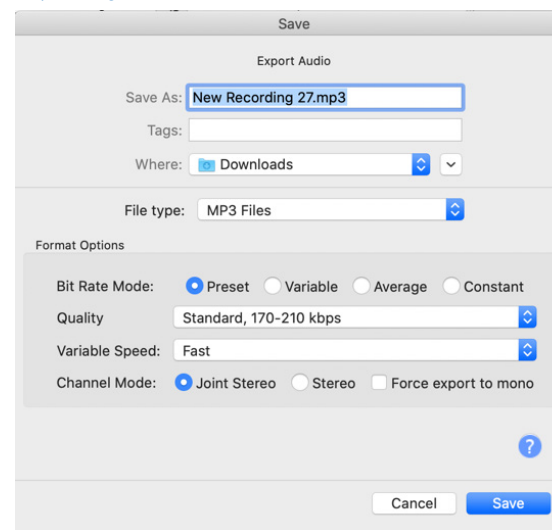 Save
Export Audio
Save As: New Recording 27.mp3
Tags:
Where: Downloads
File type: MP3 Files
Format Options
Bit Rate Mode: Preset Variable Average Constant
Quality Standard, 170-210 kbps
Variable Speed: Fast
Channel Mode: Joint Stereo Stereo Force export to mono
?
Cancel Save